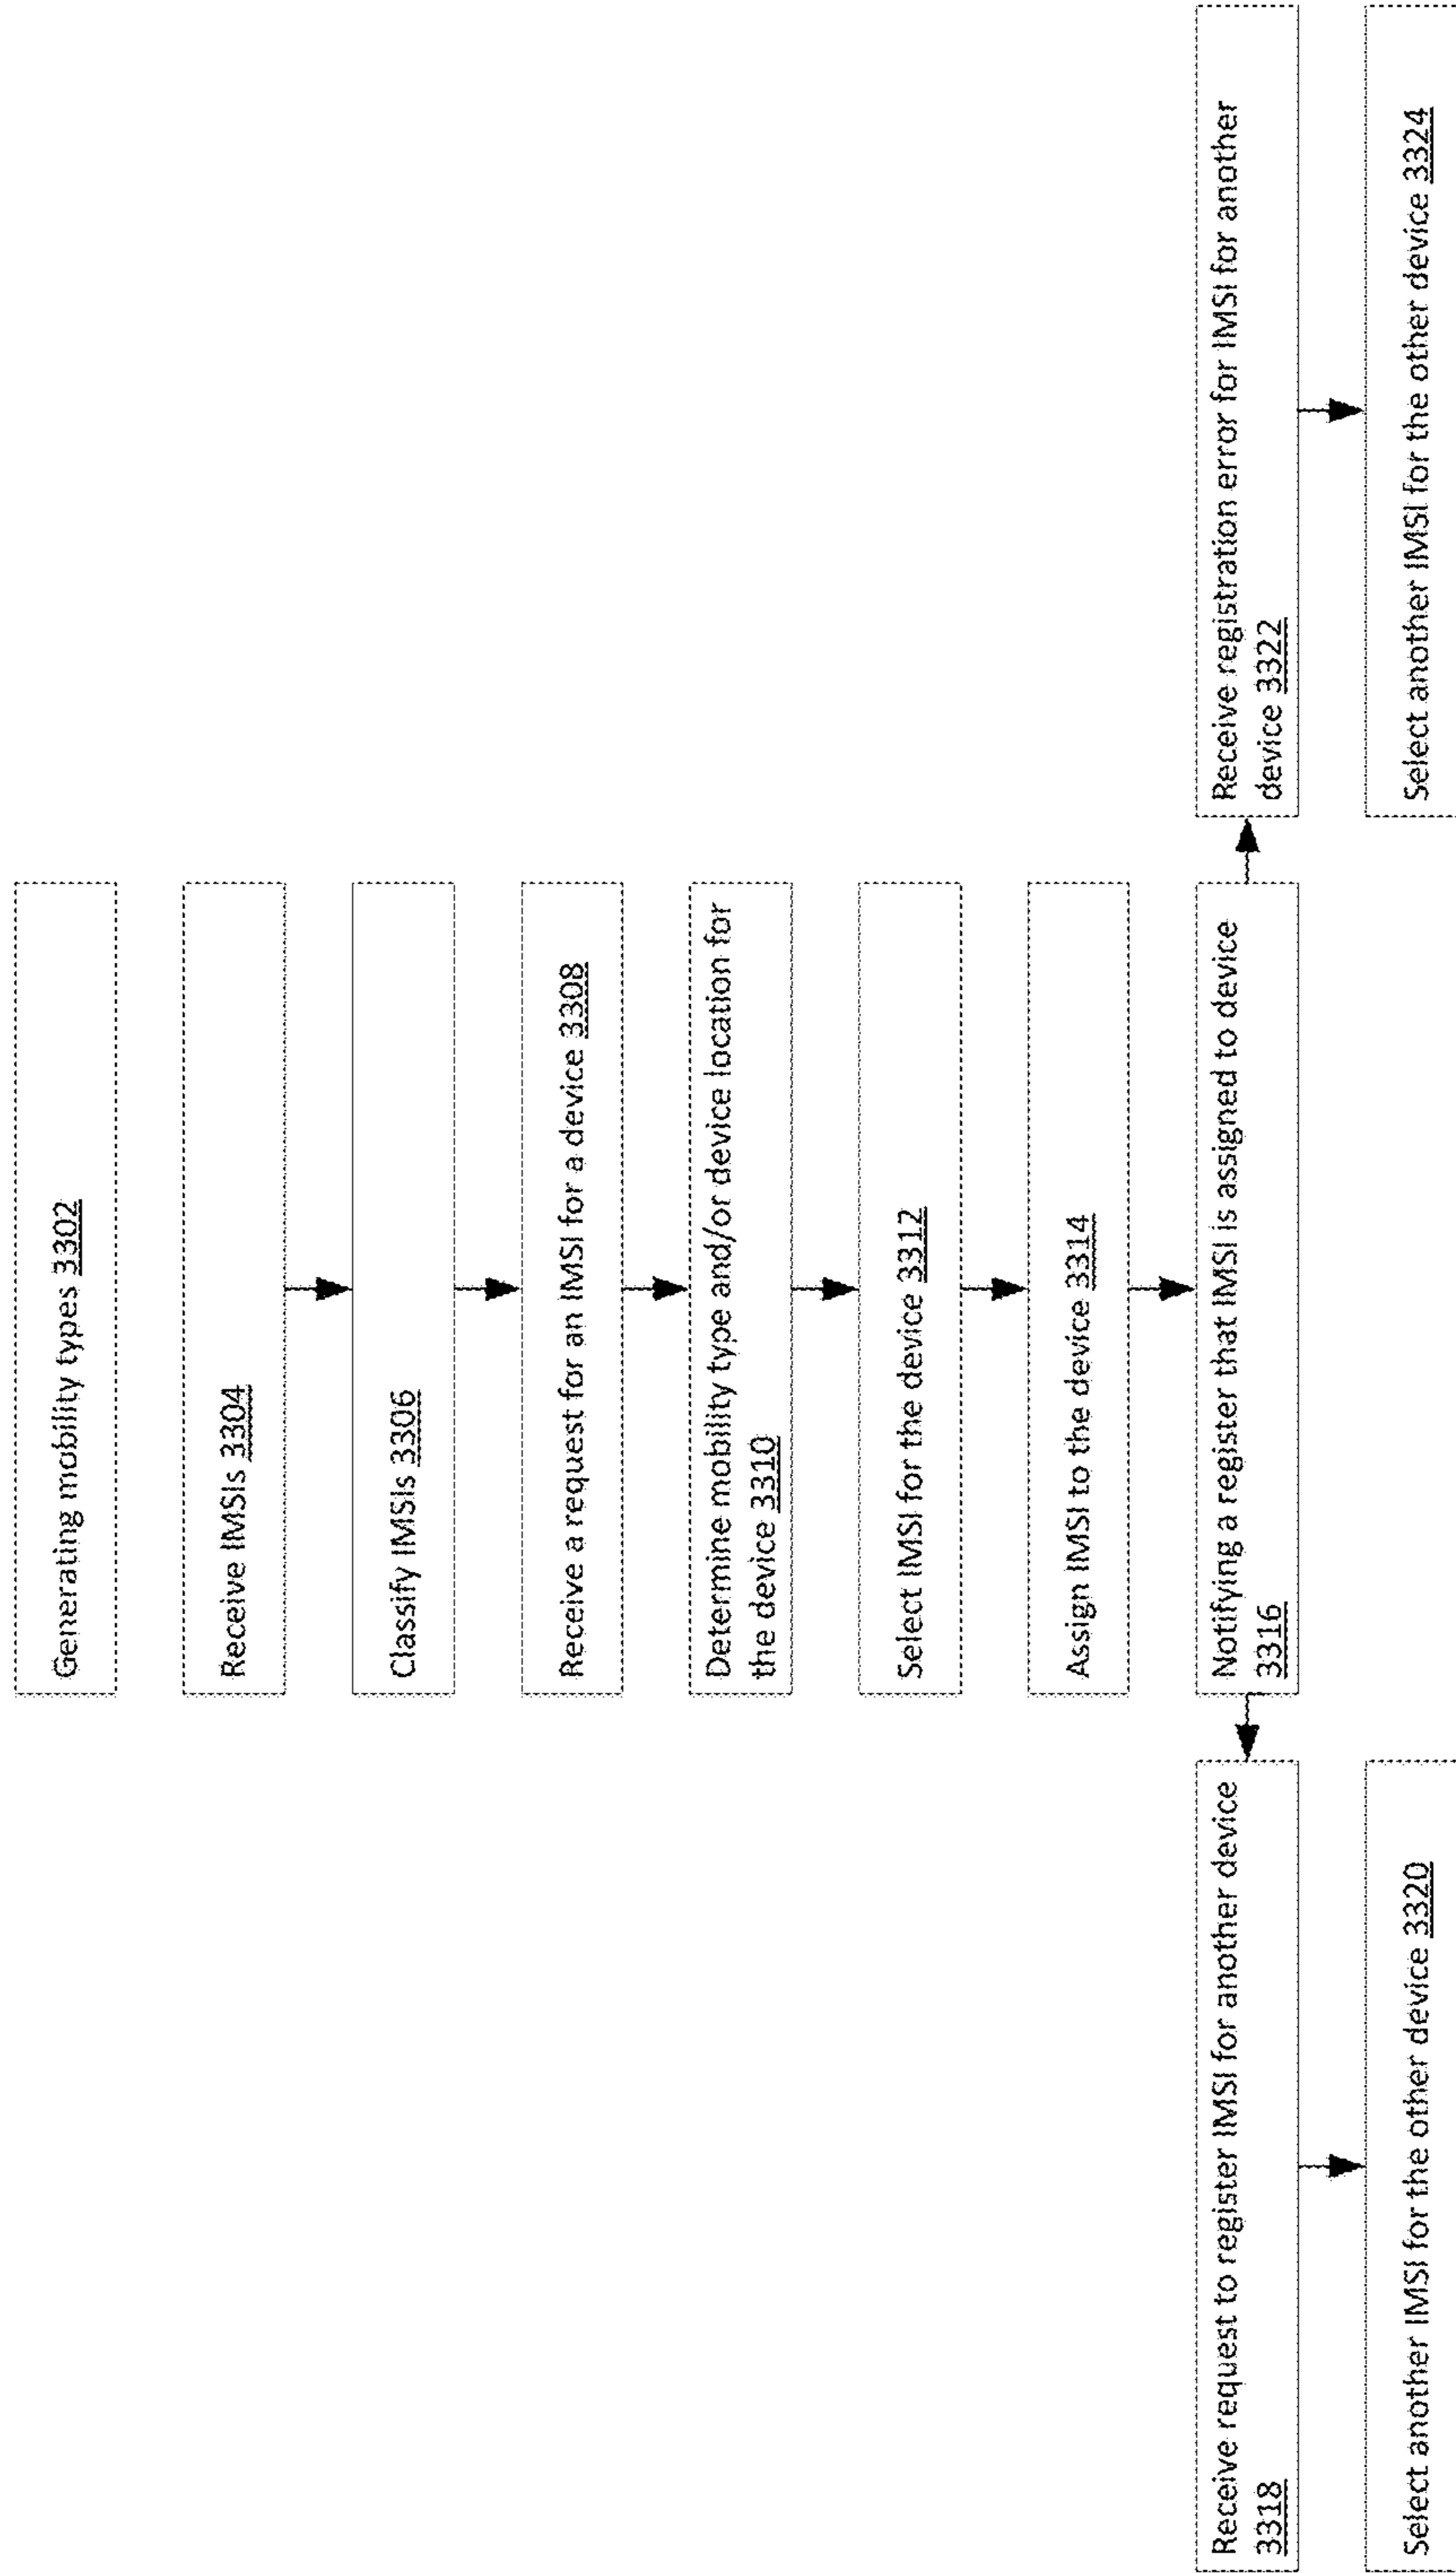 Generating mobility types 3302
Receive IMSIs 3304
Classify IMSIs 3306
Receive a request for an IMSI for a device 3308
Determine mobility type and/or device location for
the device 3310
Select IMSI for the device 3312
Assign IMSI to the device 3314
Notifying a register that IMSI is assigned to device
3316
Receive request to register IMSI for another device
3318
Select another IMSI for the other device 3320
Receive registration error for IMSI for another
device 3322
Select another IMSI for the other device 3324